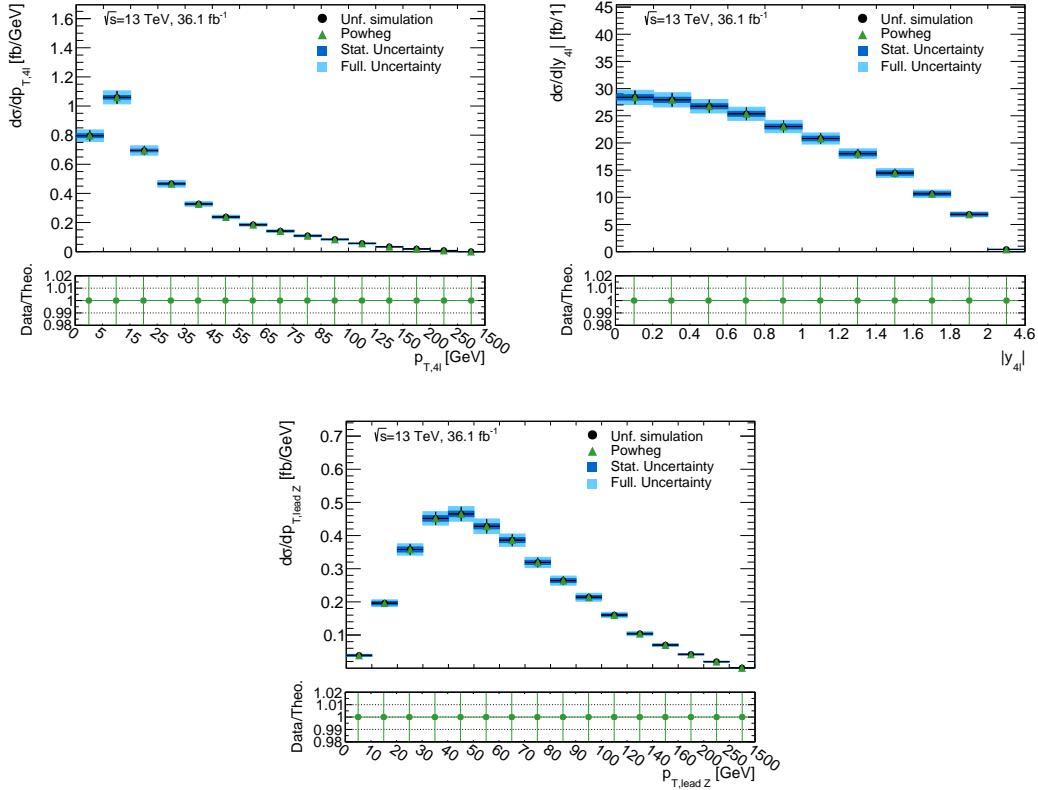 √s=13 TeV, 36.1 fb⁻¹
Unf. simulation
Powheg
Stat. Uncertainty
Full. Uncertainty
dσ/dp_T,4l [fb/GeV]
1.6
1.4
1.2
1
0.8
0.6
0.4
0.2
0
Data/Theo.
1.02
1.01
1
0.99
0.98
0 5 15 25 35 45 55 65 75 85 100 125 150 200 250 1500
p_T,4l [GeV]
√s=13 TeV, 36.1 fb⁻¹
Unf. simulation
Powheg
Stat. Uncertainty
Full. Uncertainty
dσ/d|y_4l| [fb/1]
45
40
35
30
25
20
15
10
5
0
Data/Theo.
1.02
1.01
1
0.99
0.98
0 0.2 0.4 0.6 0.8 1 1.2 1.4 1.6 1.8 2 4.6
|y_4l|
√s=13 TeV, 36.1 fb⁻¹
Unf. simulation
Powheg
Stat. Uncertainty
Full. Uncertainty
dσ/dp_T,lead Z [fb/GeV]
0.7
0.6
0.5
0.4
0.3
0.2
0.1
Data/Theo.
1.02
1.01
1
0.99
0.98
0 10 20 30 40 50 60 70 80 90 100 120 140 160 200 250 1500
p_T,lead Z [GeV]